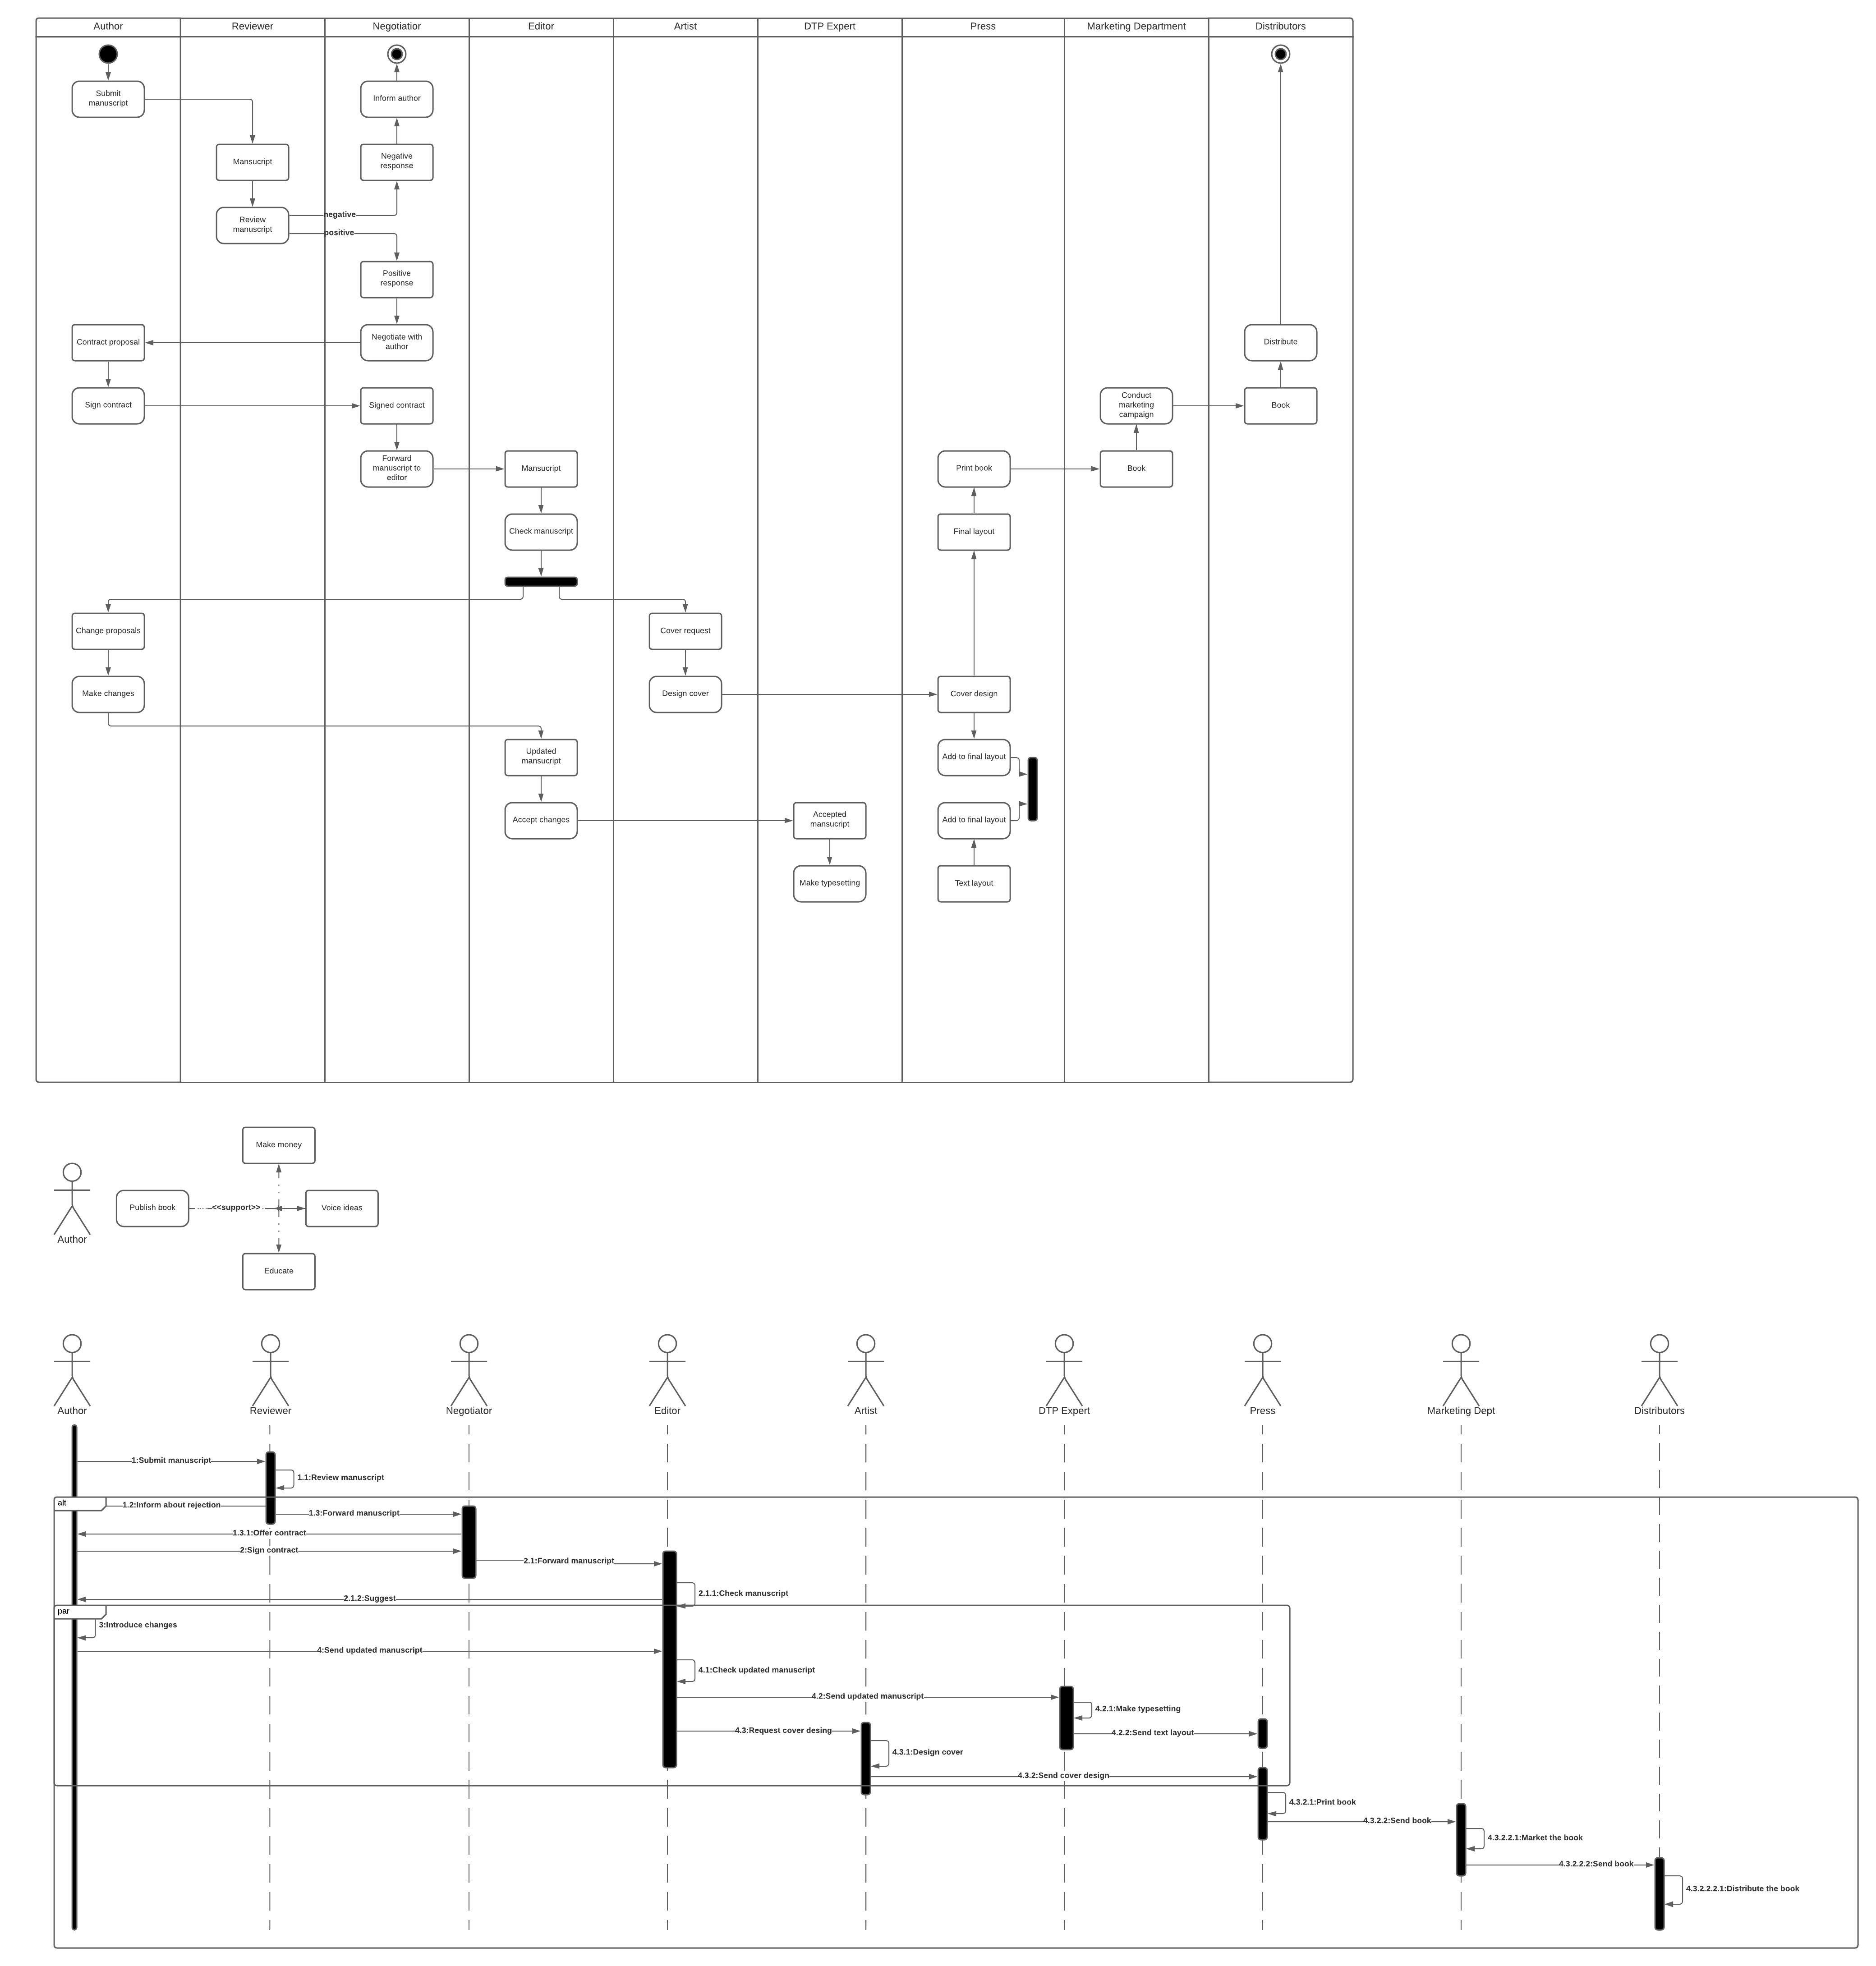 Author
Reviewer
Negotiatior
Editor
Artist
DTP Expert
Press
Marketing Department
Distributors
Submit
manuscript
Inform author
Mansucript
Negative
response
Review
manuscript
negative
positive
Positive
response
Contract proposal
Negotiate with
author
Distribute
Sign contract
Signed contract
Conduct
marketing
campaign
Book
Forward
manuscript to
editor
Mansucript
Print book
Book
Check manuscript
Final layout
Change proposals
Cover request
Make changes
Design cover
Cover design
Updated
mansucript
Add to final layout
Accept changes
Accepted
mansucript
Add to final layout
Make typesetting
Text layout
Make money
Publish book
<<support>>
Voice ideas
Author
Educate
Author
Reviewer
Negotiator
Editor
Artist
DTP Expert
Press
Marketing Dept
Distributors
1:Submit manuscript
1.1:Review manuscript
alt
1.2:Inform about rejection
1.3:Forward manuscript
1.3.1:Offer contract
2:Sign contract
2.1:Forward manuscript
2.1.1:Check manuscript
2.1.2:Suggest
par
3:Introduce changes
4:Send updated manuscript
4.1:Check updated manuscript
4.2:Send updated manuscript
4.2.1:Make typesetting
4.3:Request cover desing
4.2.2:Send text layout
4.3.1:Design cover
4.3.2:Send cover design
4.3.2.1:Print book
4.3.2.2:Send book
4.3.2.2.1:Market the book
4.3.2.2.2:Send book
4.3.2.2.2.1:Distribute the book